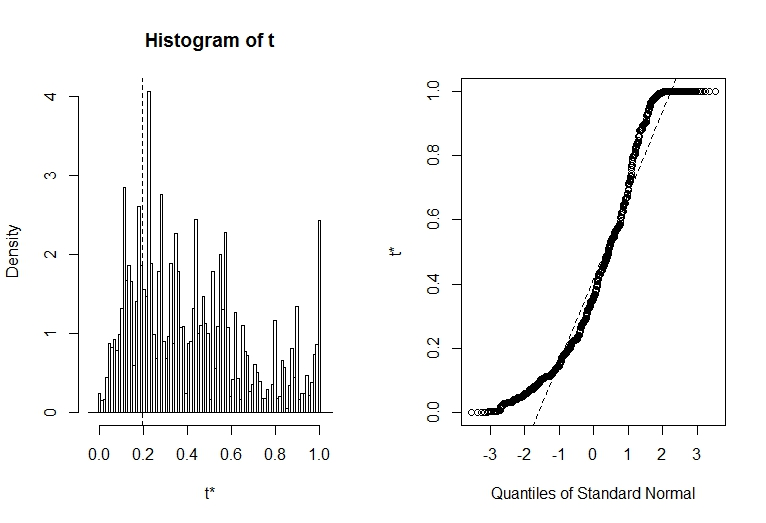 Histogram of t
Density
0
1
2
3
4
0.0 0.2 0.4 0.6 0.8 1.0
t*
t*
0.0
0.2
0.4
0.6
0.8
1.0
-3 -2 -1 0 1 2 3
Quantiles of Standard Normal